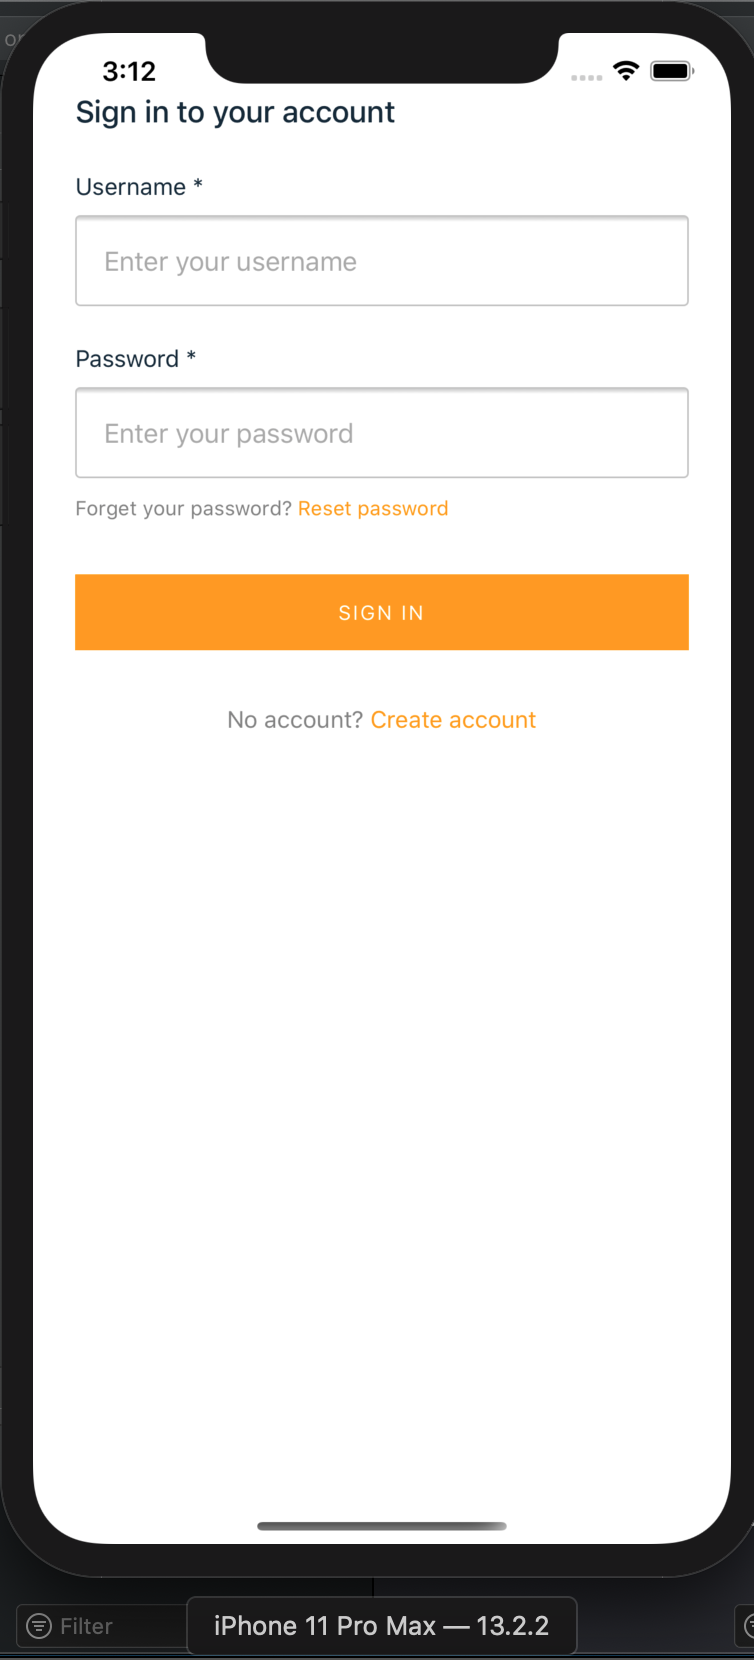 3:12
Sign in to your account
Username *
Enter your username
Password *
Enter your password
Forget your password? Reset password
SIGN IN
No account? Create account
Filter
iPhone 11 Pro Max — 13.2.2